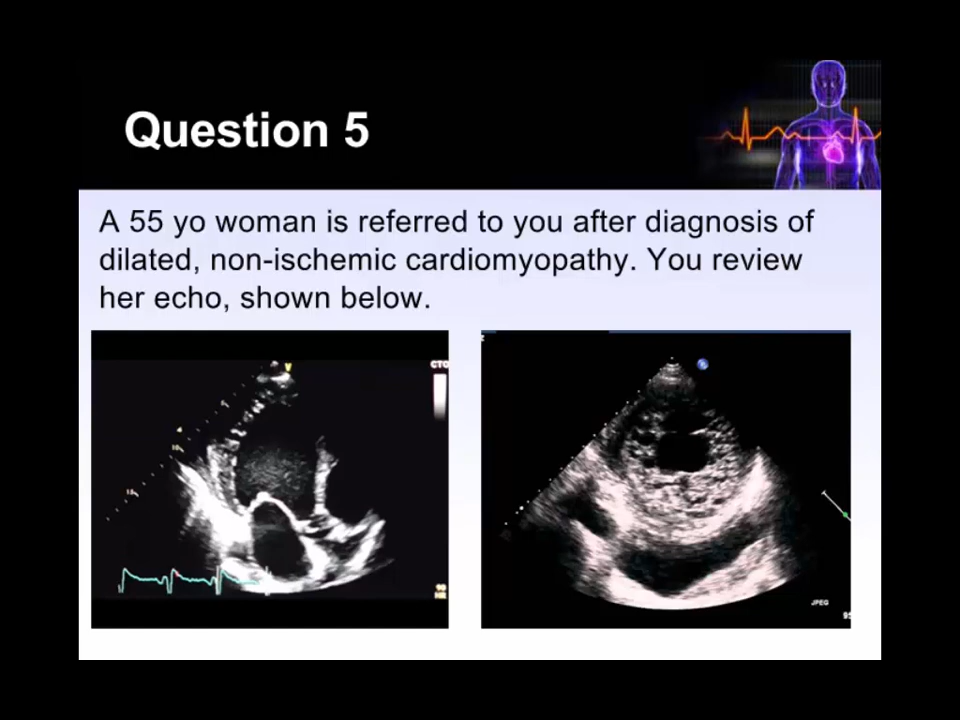 Question 5
A 55 yo woman is referred to you after diagnosis of
dilated, non-ischemic cardiomyopathy. You review
her echo, shown below.
V
JPEG